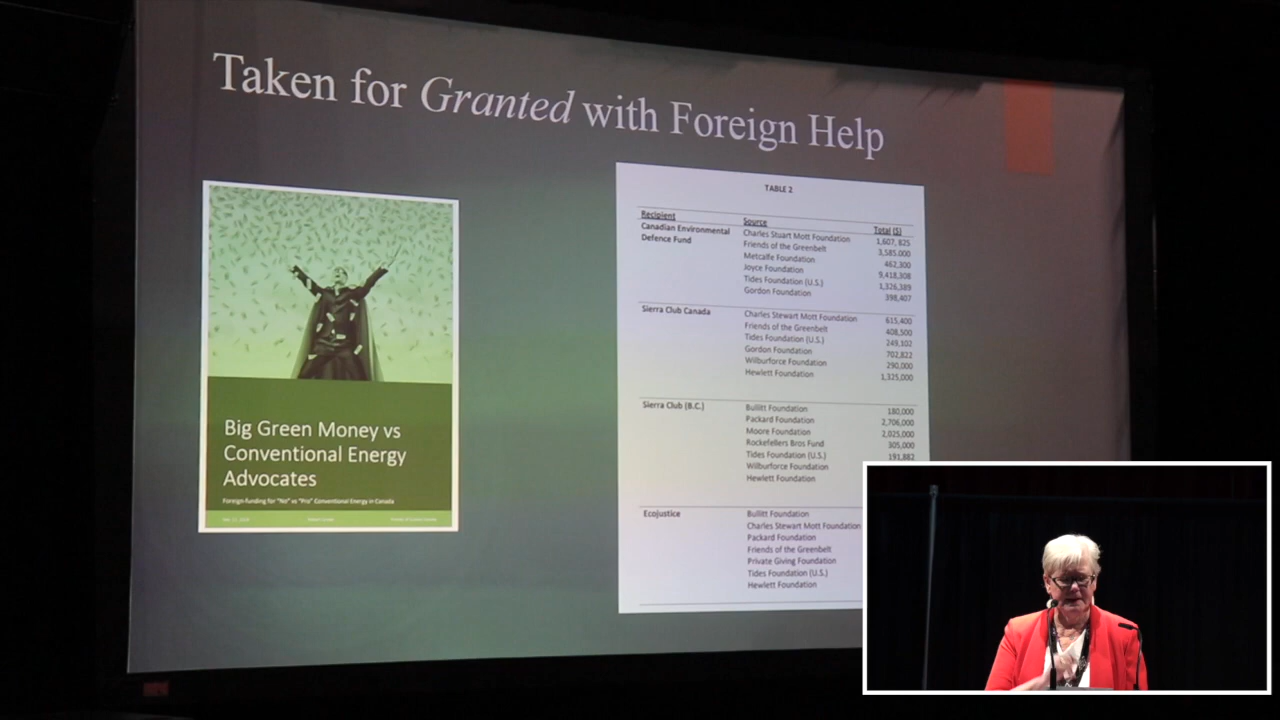 Taken for Granted with Foreign Help
Big Green Money vs
Conventional Energy
Advocates
Foreign-funding for "No" vs "Pro" Conventional Energy in Canada
TABLE 2
Recipient Source Total ($)
Canadian Environmental Charles Stuart Mott Foundation 1,607,825
Defence Fund Friends of the Greenbelt 3,585,000
Metcalfe Foundation 462,300
Joyce Foundation 9,418,308
Tides Foundation (U.S.) 1,326,389
Gordon Foundation 398,407
Sierra Club Canada Charles Stewart Mott Foundation 615,400
Friends of the Greenbelt 408,500
Tides Foundation (U.S.) 249,102
Gordon Foundation 702,822
Wilburforce Foundation 290,000
Hewlett Foundation 1,325,000
Sierra Club (B.C.) Bullitt Foundation 180,000
Packard Foundation 2,706,000
Moore Foundation 2,025,000
Rockefellers Bros Fund 305,000
Tides Foundation (U.S.) 191,882
Wilburforce Foundation
Hewlett Foundation
Ecojustice Bullitt Foundation
Charles Stewart Mott Foundation
Packard Foundation
Friends of the Greenbelt
Private Giving Foundation
Tides Foundation (U.S.)
Hewlett Foundation